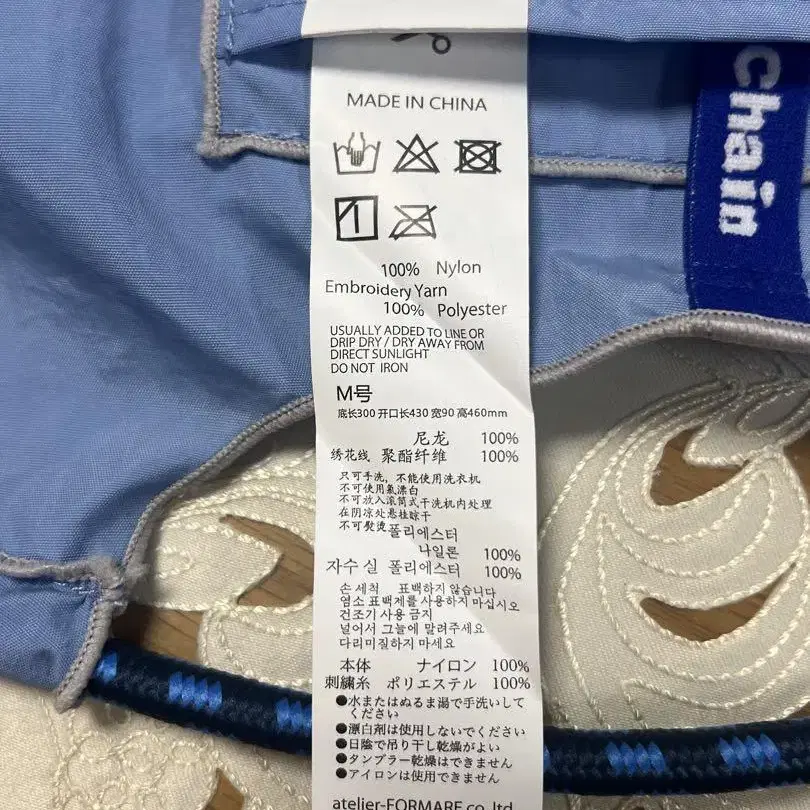 MADE IN CHINA
100% Nylon
Embroidery Yarn
100% Polyester
USUALLY ADDED TO LINE OR
DRIP DRY / DRY AWAY FROM
DIRECT SUNLIGHT
DO NOT IRON
M号
底长300 开口长430 宽90 高460mm
尼龙 100%
绣花线 聚酯纤维 100%
只可手洗，不能使用洗衣机
不可使用氯漂白
不可放入滚筒式干洗机内处理
在阴凉处悬挂晾干
不可熨烫폴리에스터
나일론 100%
자수 실 폴리에스터 100%
손 세척 표백하지 않습니다
염소 표백제를 사용하지 마십시오
건조기 사용 금지
널어서 그늘에 말려주세요
다리미질하지 마세요
本体 ナイロン 100%
刺繍糸 ポリエステル 100%
●水またはぬるま湯で手洗いして
ください
●漂白剤は使用しないでください
●日陰で吊り干し乾燥がよい
●タンブラー乾燥はできません
●アイロンは使用できません
atelier-FORMARE co.,ltd
chain